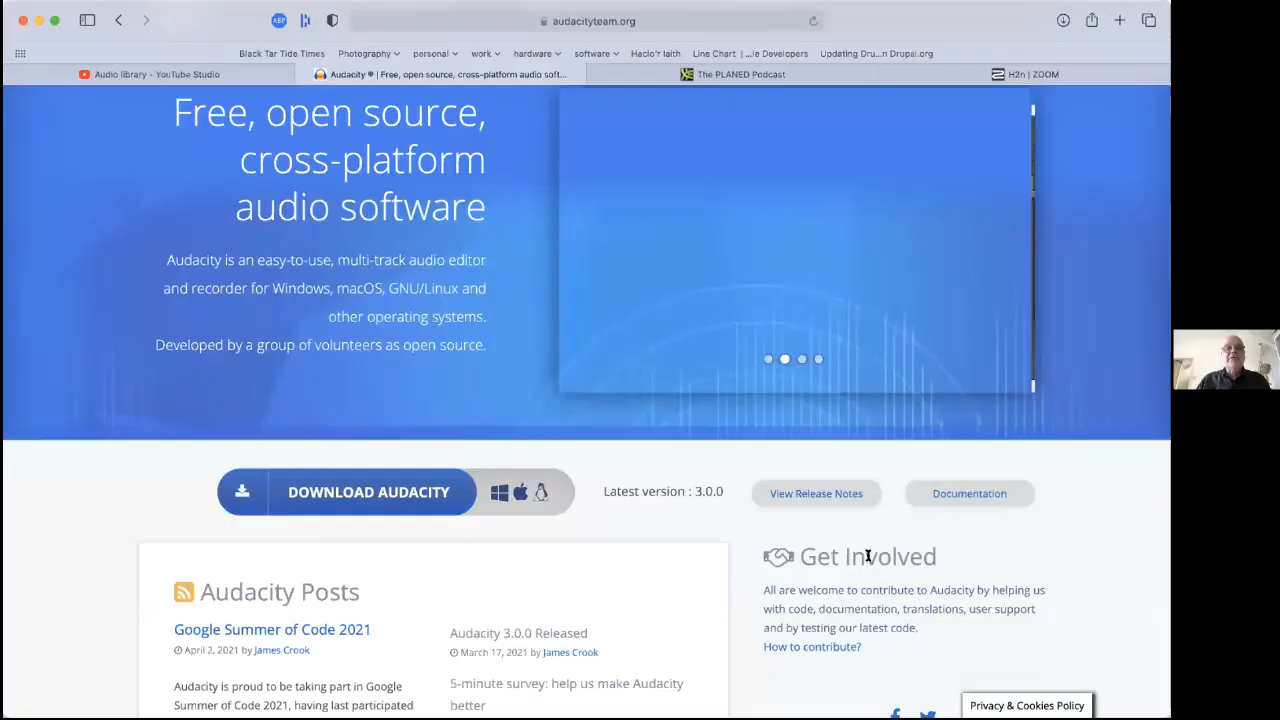 ABP
audacityteam.org
Black Tar Tide Times
Photography
personal
work
hardware
software
Haclo'r Iaith
Line Chart | ...le Developers
Updating Dru...n Drupal.org
Audio library - YouTube Studio
Audacity ® | Free, open source, cross-platform audio soft...
The PLANED Podcast
H2n | ZOOM
Free, open source,
cross-platform
audio software
Audacity is an easy-to-use, multi-track audio editor
and recorder for Windows, macOS, GNU/Linux and
other operating systems.
Developed by a group of volunteers as open source.
DOWNLOAD AUDACITY
Latest version : 3.0.0
View Release Notes
Documentation
Get Involved
All are welcome to contribute to Audacity by helping us
with code, documentation, translations, user support
and by testing our latest code.
How to contribute?
Audacity Posts
Google Summer of Code 2021
April 2, 2021 by James Crook
Audacity is proud to be taking part in Google
Summer of Code 2021, having last participated
Audacity 3.0.0 Released
March 17, 2021 by James Crook
5-minute survey: help us make Audacity
better
Privacy & Cookies Policy